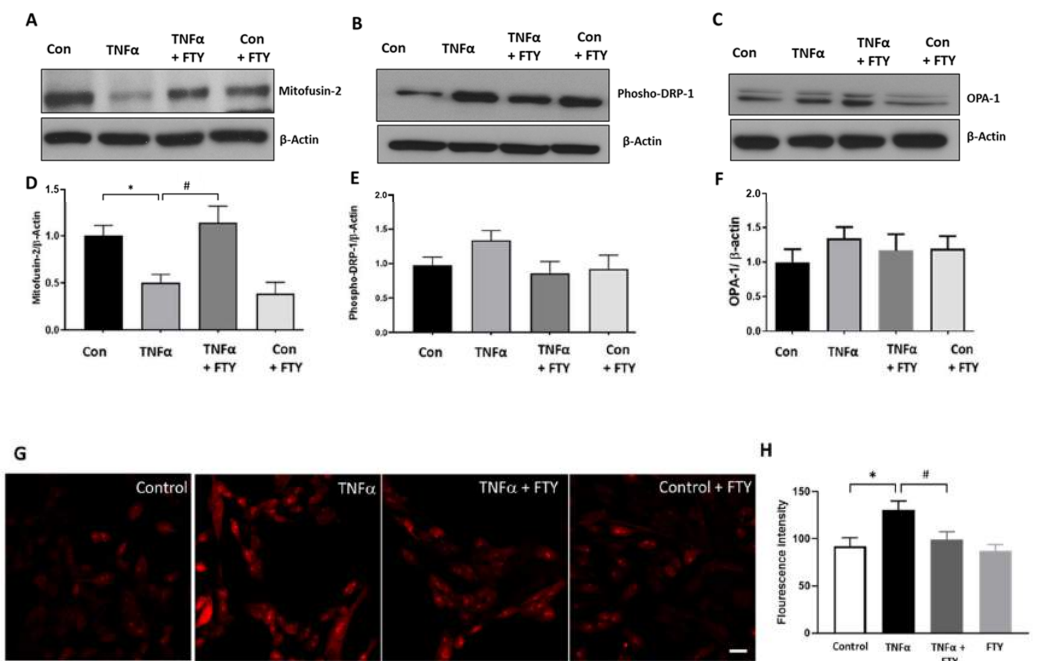 A
Con
TNFα
TNFα
+ FTY
Con
+ FTY
Mitofusin-2
β-Actin
B
Con
TNFα
TNFα
+ FTY
Con
+ FTY
Phosho-DRP-1
β-Actin
C
Con
TNFα
TNFα
+ FTY
Con
+ FTY
OPA-1
β-Actin
D
Mitofusin-2/β-Actin
1.5
1.0
0.5
0.0
*
#
Con
TNFα
TNFα
+ FTY
Con
+ FTY
E
Phospho-DRP-1/β-Actin
2.0
1.5
1.0
0.5
0.0
Con
TNFα
TNFα
+ FTY
Con
+ FTY
F
OPA-1/ β-actin
2.0
1.5
1.0
0.5
0.0
Con
TNFα
TNFα
+ FTY
Con
+ FTY
G
Control
TNFα
TNFα + FTY
Control + FTY
H
Flourescence Intensity
150
100
50
0
*
#
Control
TNFα
TNFα +
FTY
FTY